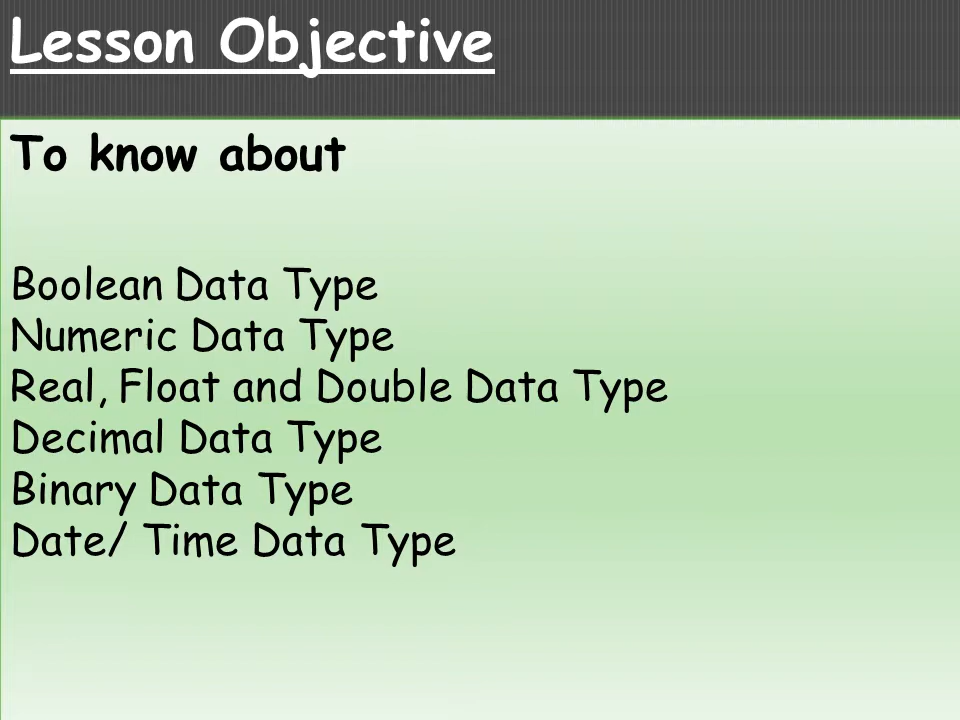 Lesson Objective
To know about
Boolean Data Type
Numeric Data Type
Real, Float and Double Data Type
Decimal Data Type
Binary Data Type
Date/ Time Data Type